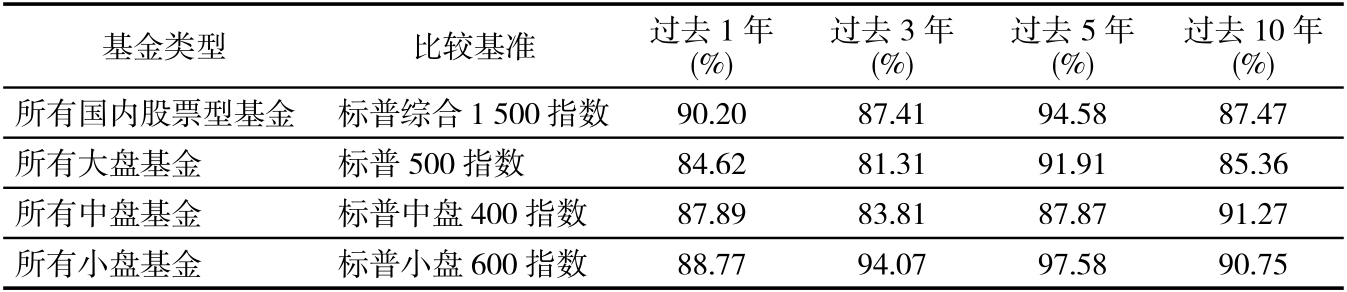 基金类型 比较基准 过去 1 年 (%) 过去 3 年 (%) 过去 5 年 (%) 过去 10 年 (%)
所有国内股票型基金 标普综合 1 500 指数 90.20 87.41 94.58 87.47
所有大盘基金 标普 500 指数 84.62 81.31 91.91 85.36
所有中盘基金 标普中盘 400 指数 87.89 83.81 87.87 91.27
所有小盘基金 标普小盘 600 指数 88.77 94.07 97.58 90.75